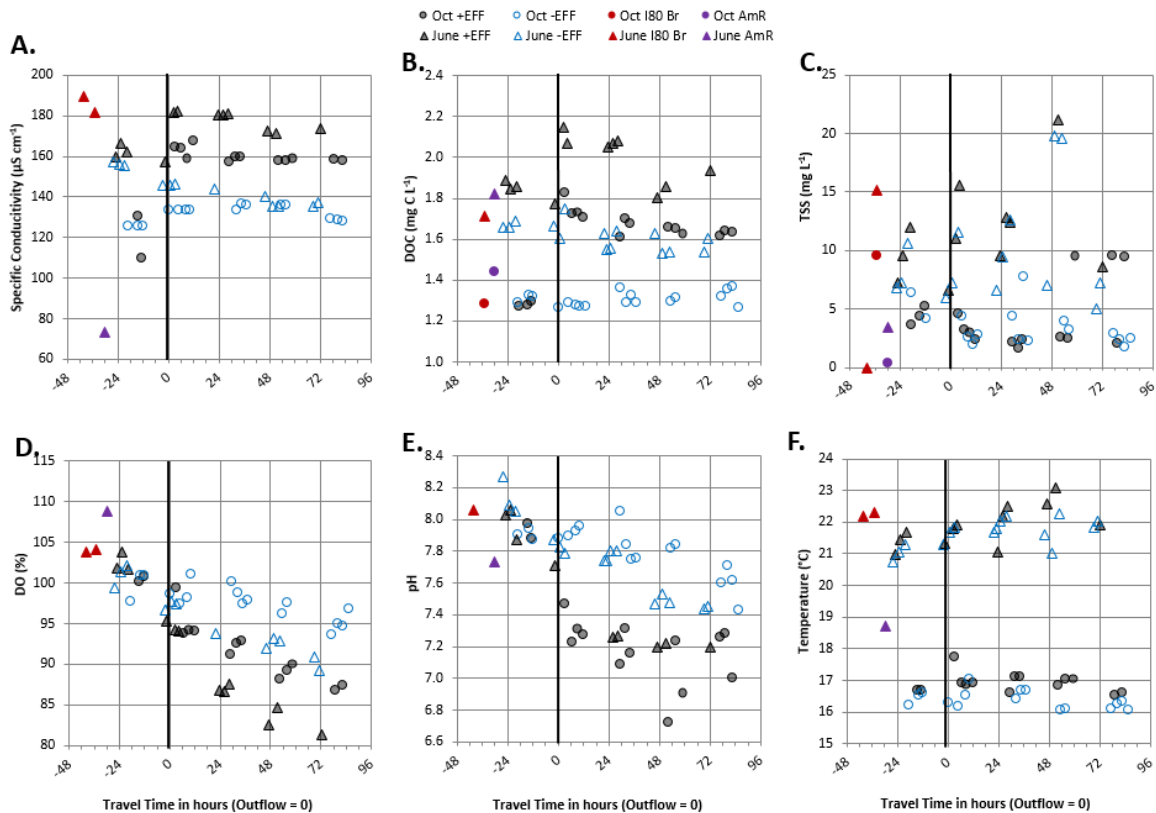 Oct +EFF Oct -EFF Oct I80 Br Oct AmR
June +EFF June -EFF June I80 Br June AmR
A.
Specific Conducitivity (µS cm⁻¹)
200
180
160
140
120
100
80
60
-48 -24 0 24 48 72 96
B.
DOC (mg C L⁻¹)
2.4
2.2
2.0
1.8
1.6
1.4
1.2
1.0
-48 -24 0 24 48 72 96
C.
TSS (mg L⁻¹)
25
20
15
10
5
0
-48 -24 0 24 48 72 96
D.
DO (%)
115
110
105
100
95
90
85
80
-48 -24 0 24 48 72 96
Travel Time in hours (Outflow = 0)
E.
pH
8.4
8.2
8.0
7.8
7.6
7.4
7.2
7.0
6.8
6.6
-48 -24 0 24 48 72 96
Travel Time in hours (Outflow = 0)
F.
Temperature (°C)
24
23
22
21
20
19
18
17
16
15
-48 -24 0 24 48 72 96
Travel Time in hours (Outflow = 0)